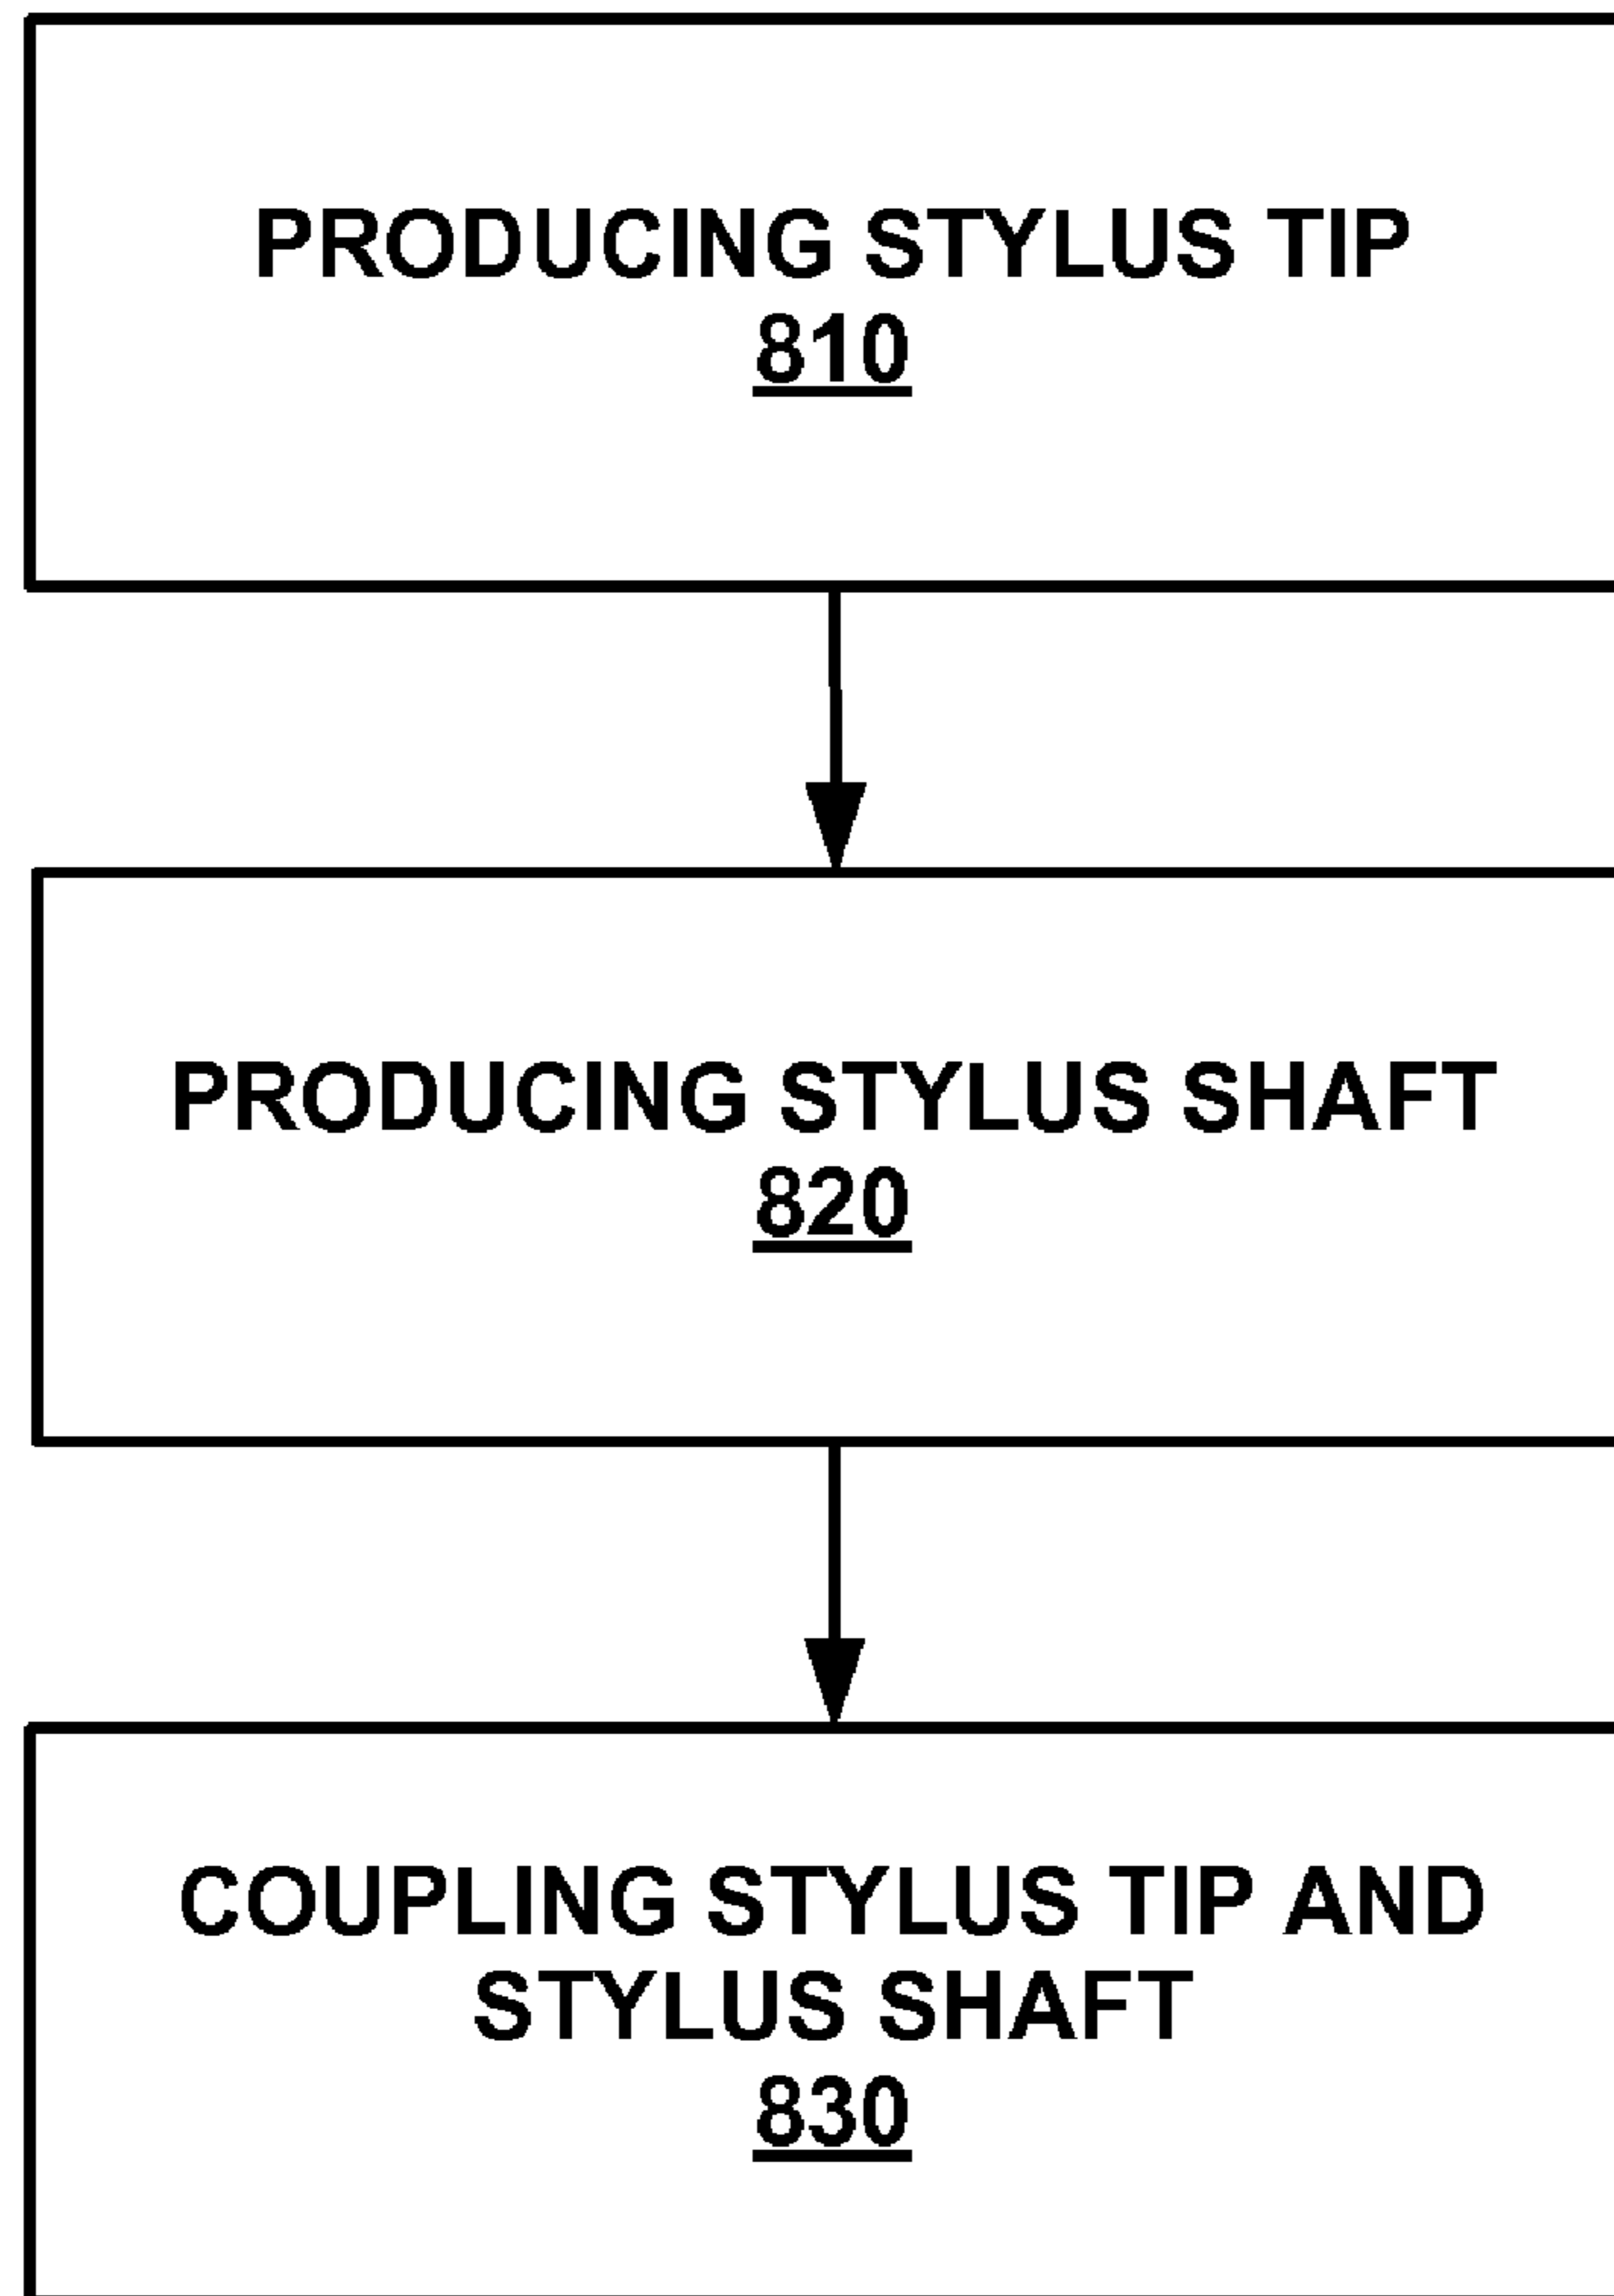 PRODUCING STYLUS TIP
810
PRODUCING STYLUS SHAFT
820
COUPLING STYLUS TIP AND
STYLUS SHAFT
830